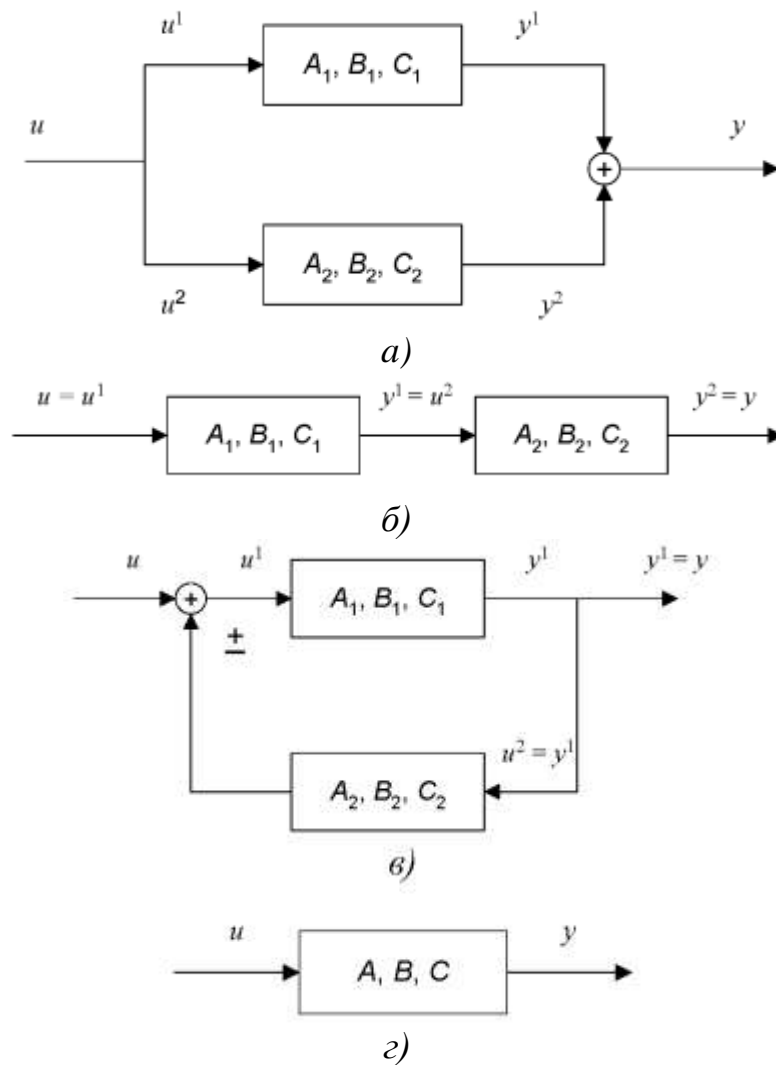 u¹ y¹
A₁, B₁, C₁
u y
+
A₂, B₂, C₂
u² y²
а)
u = u¹ y¹ = u² y² = y
A₁, B₁, C₁ A₂, B₂, C₂
б)
u u¹ y¹ y¹ = y
+ A₁, B₁, C₁
±
u² = y¹
A₂, B₂, C₂
в)
u y
A, B, C
г)